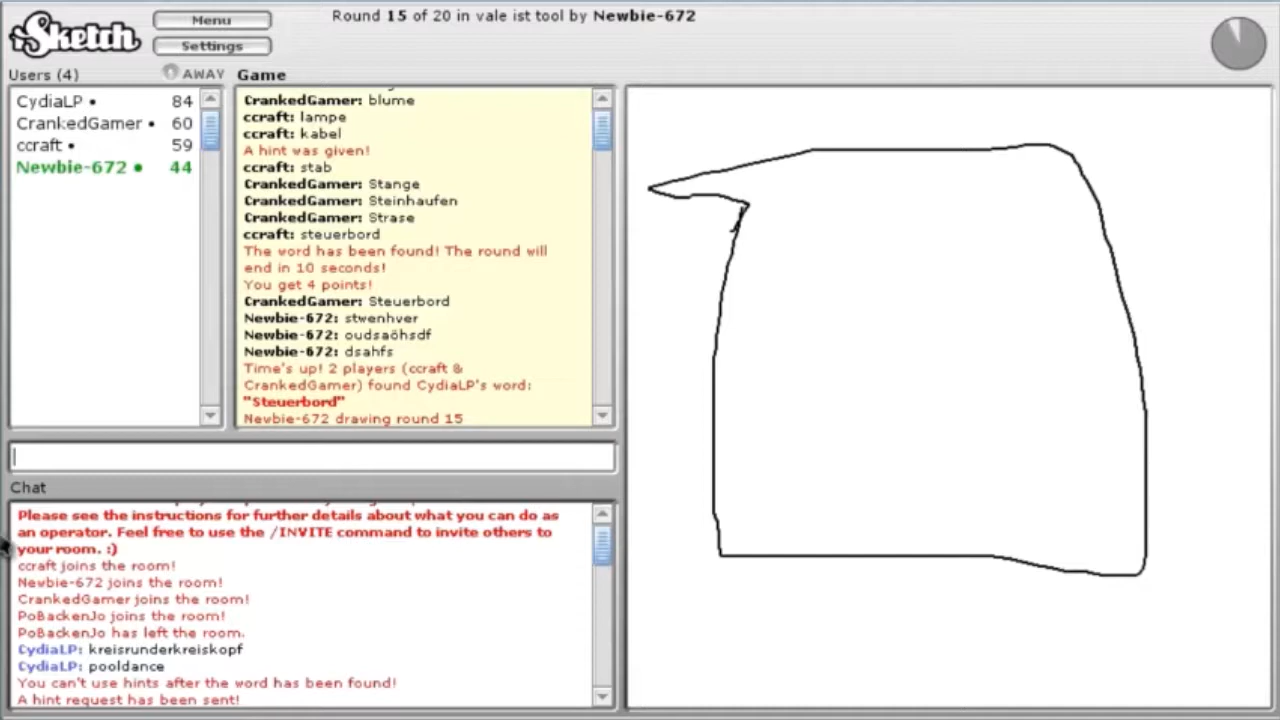 iSketch
Menu
Settings
Round 15 of 20 in vale ist tool by Newbie-672
Users (4)
AWAY
CydiaLP • 84
CrankedGamer • 60
ccraft • 59
Newbie-672 • 44
Game
CrankedGamer: blume
ccraft: lampe
ccraft: kabel
A hint was given!
ccraft: stab
CrankedGamer: Stange
CrankedGamer: Steinhaufen
CrankedGamer: Strase
ccraft: steuerbord
The word has been found! The round will
end in 10 seconds!
You get 4 points!
CrankedGamer: Steuerbord
Newbie-672: stwenhver
Newbie-672: oudsaöhsdf
Newbie-672: dsahfs
Time's up! 2 players (ccraft &
CrankedGamer) found CydiaLP's word:
"Steuerbord"
Newbie-672 drawing round 15
Chat
Please see the instructions for further details about what you can do as
an operator. Feel free to use the /INVITE command to invite others to
your room. :)
ccraft joins the room!
Newbie-672 joins the room!
CrankedGamer joins the room!
PoBackenJo joins the room!
PoBackenJo has left the room.
CydiaLP: kreisrunderkreiskopf
CydiaLP: pooldance
You can't use hints after the word has been found!
A hint request has been sent!